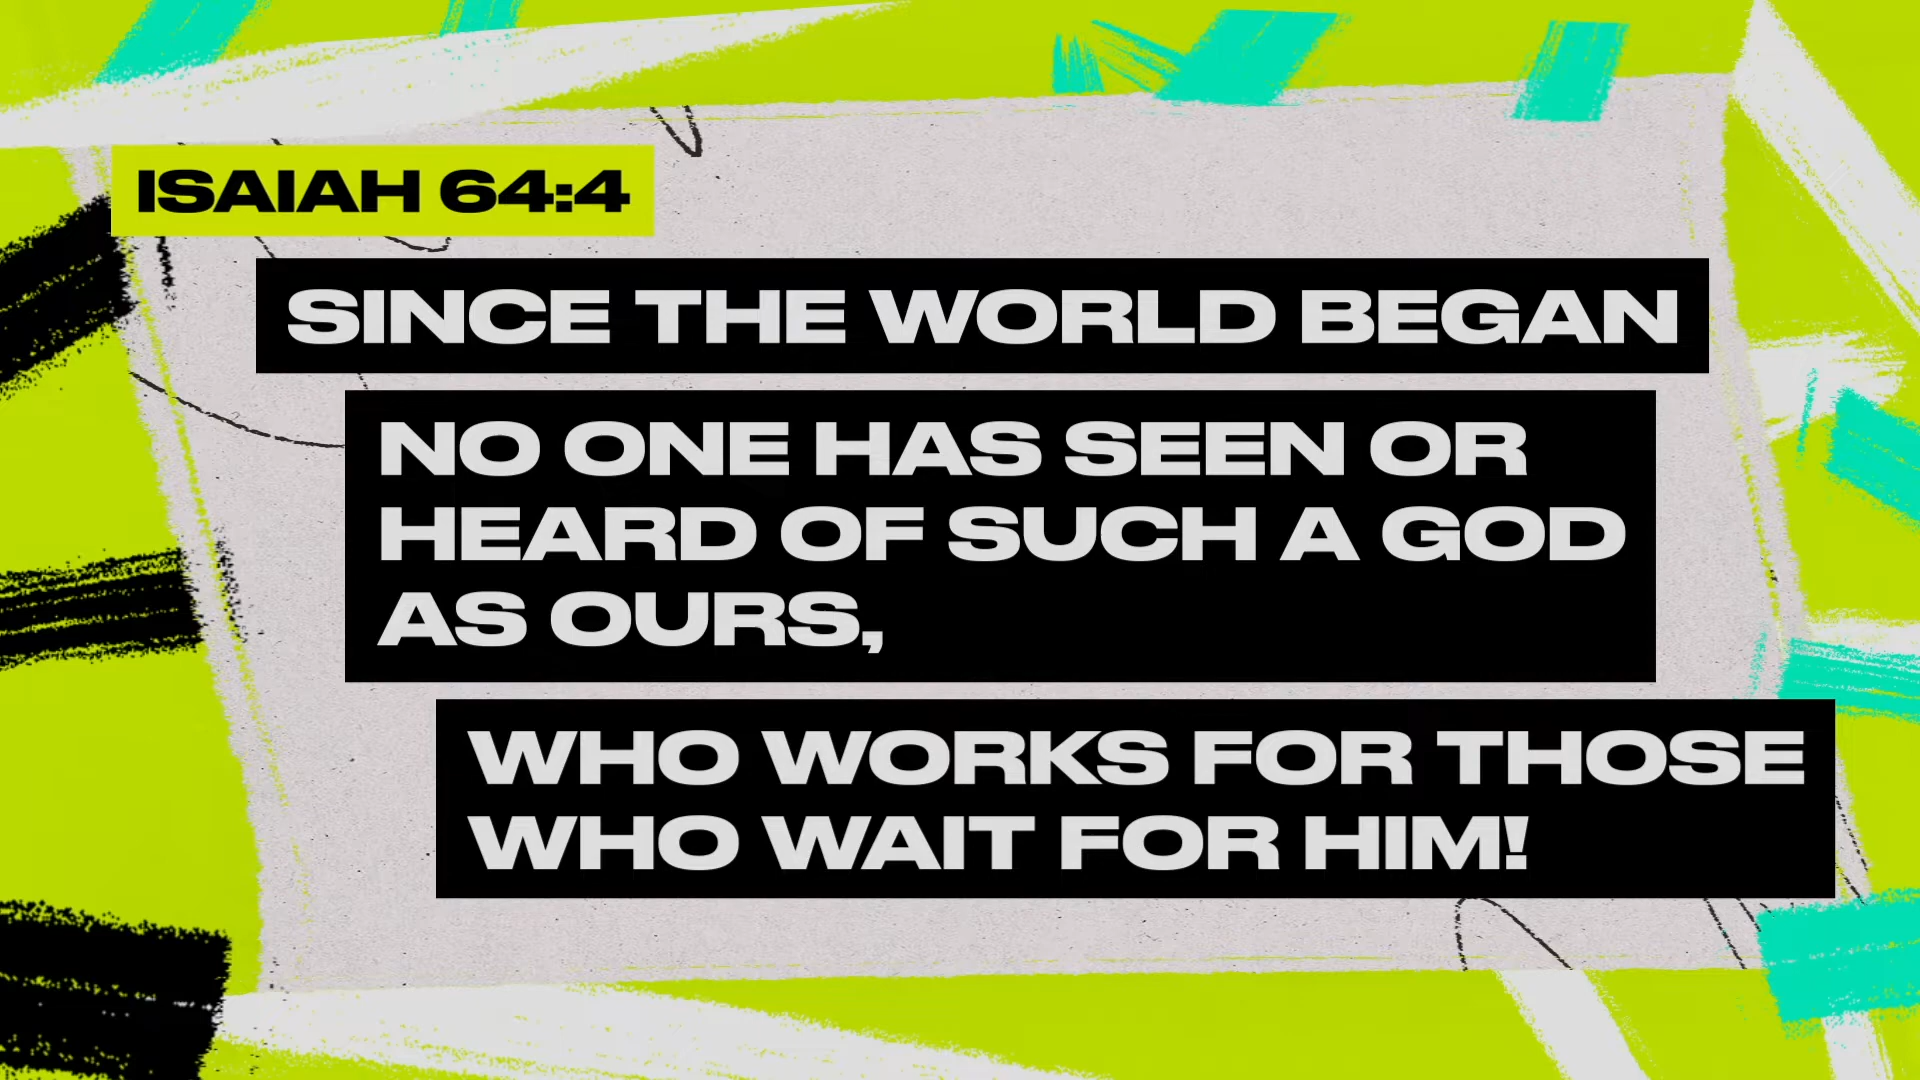 ISAIAH 64:4
SINCE THE WORLD BEGAN
NO ONE HAS SEEN OR
HEARD OF SUCH A GOD
AS OURS,
WHO WORKS FOR THOSE
WHO WAIT FOR HIM!